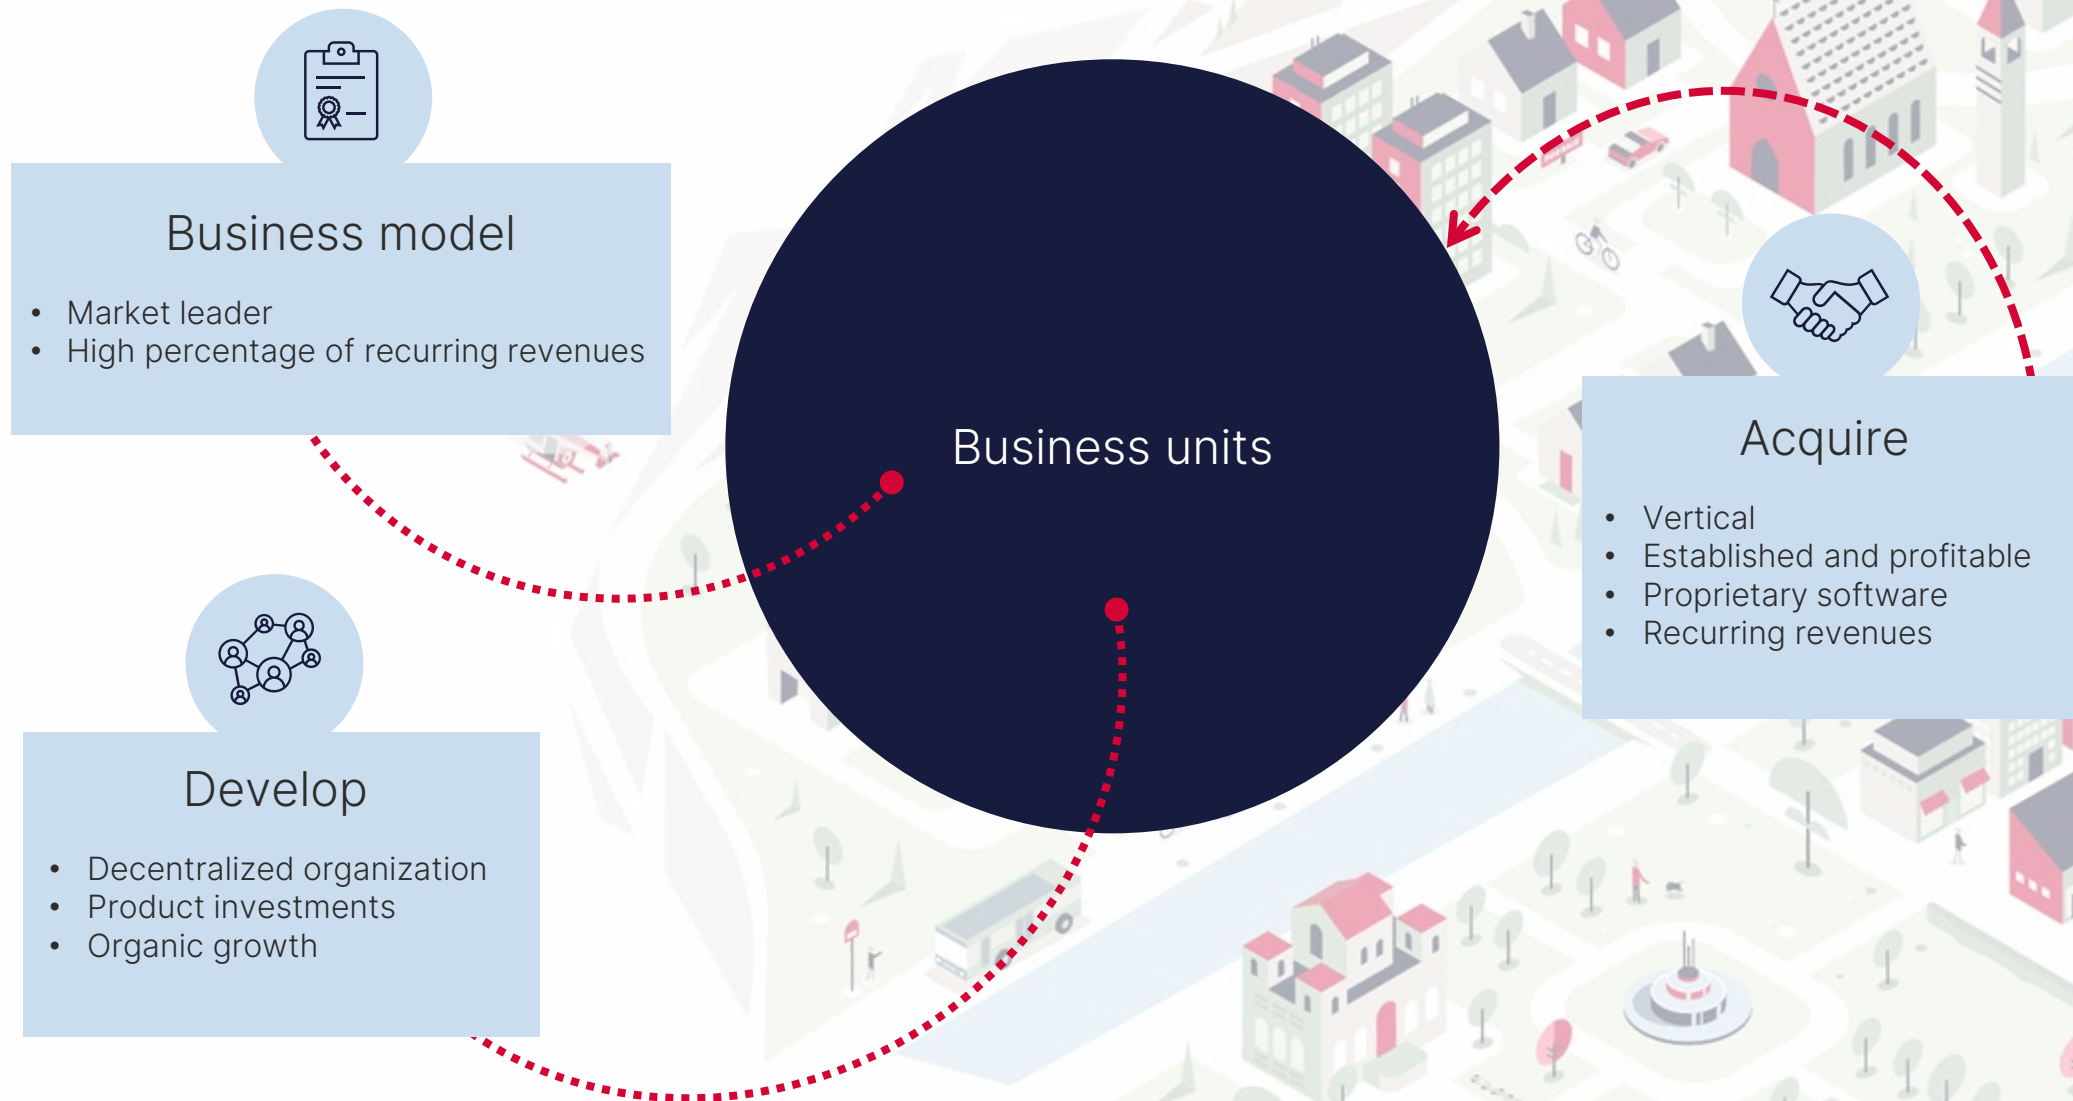 Business model
• Market leader
• High percentage of recurring revenues
Business units
Acquire
• Vertical
• Established and profitable
• Proprietary software
• Recurring revenues
Develop
• Decentralized organization
• Product investments
• Organic growth